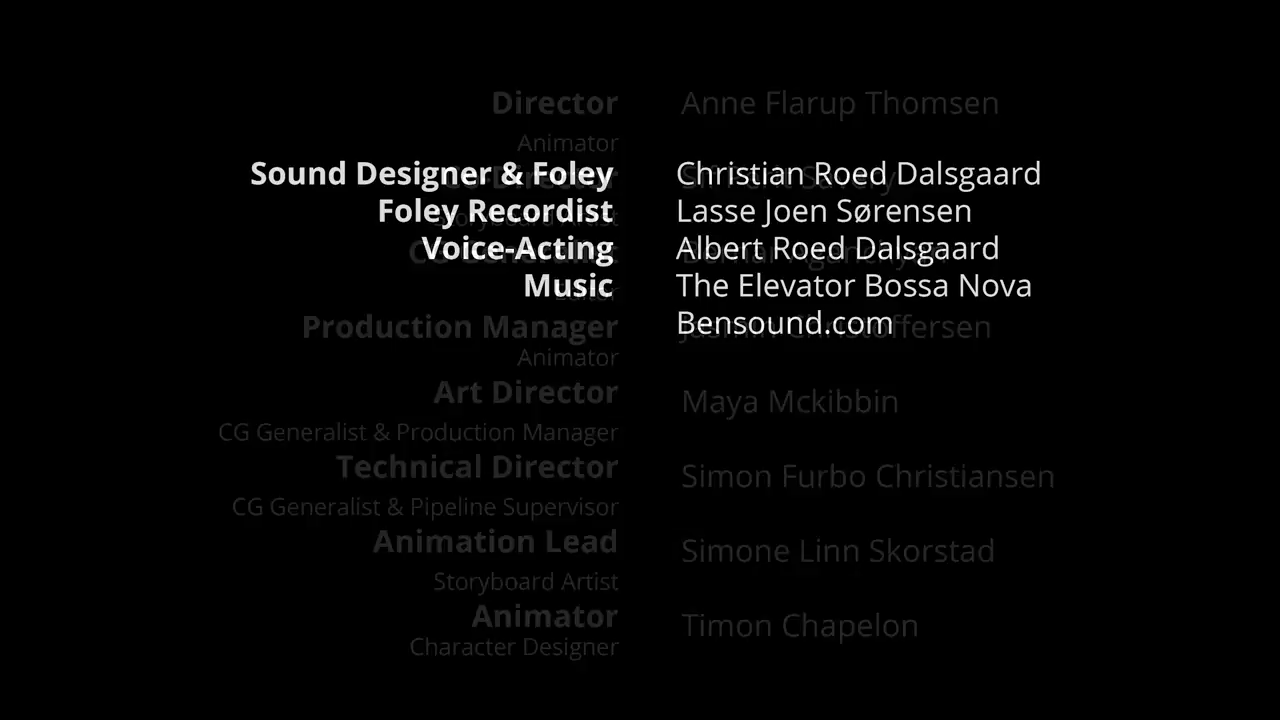 Director Anne Flarup Thomsen
Animator
Sound Designer & Foley Christian Roed Dalsgaard
Foley Recordist Lasse Joen Sørensen
Voice-Acting Albert Roed Dalsgaard
Music The Elevator Bossa Nova
Bensound.com
Production Manager Christoffersen
Animator
Art Director Maya Mckibbin
CG Generalist & Production Manager
Technical Director Simon Furbo Christiansen
CG Generalist & Pipeline Supervisor
Animation Lead Simone Linn Skorstad
Storyboard Artist
Animator Timon Chapelon
Character Designer